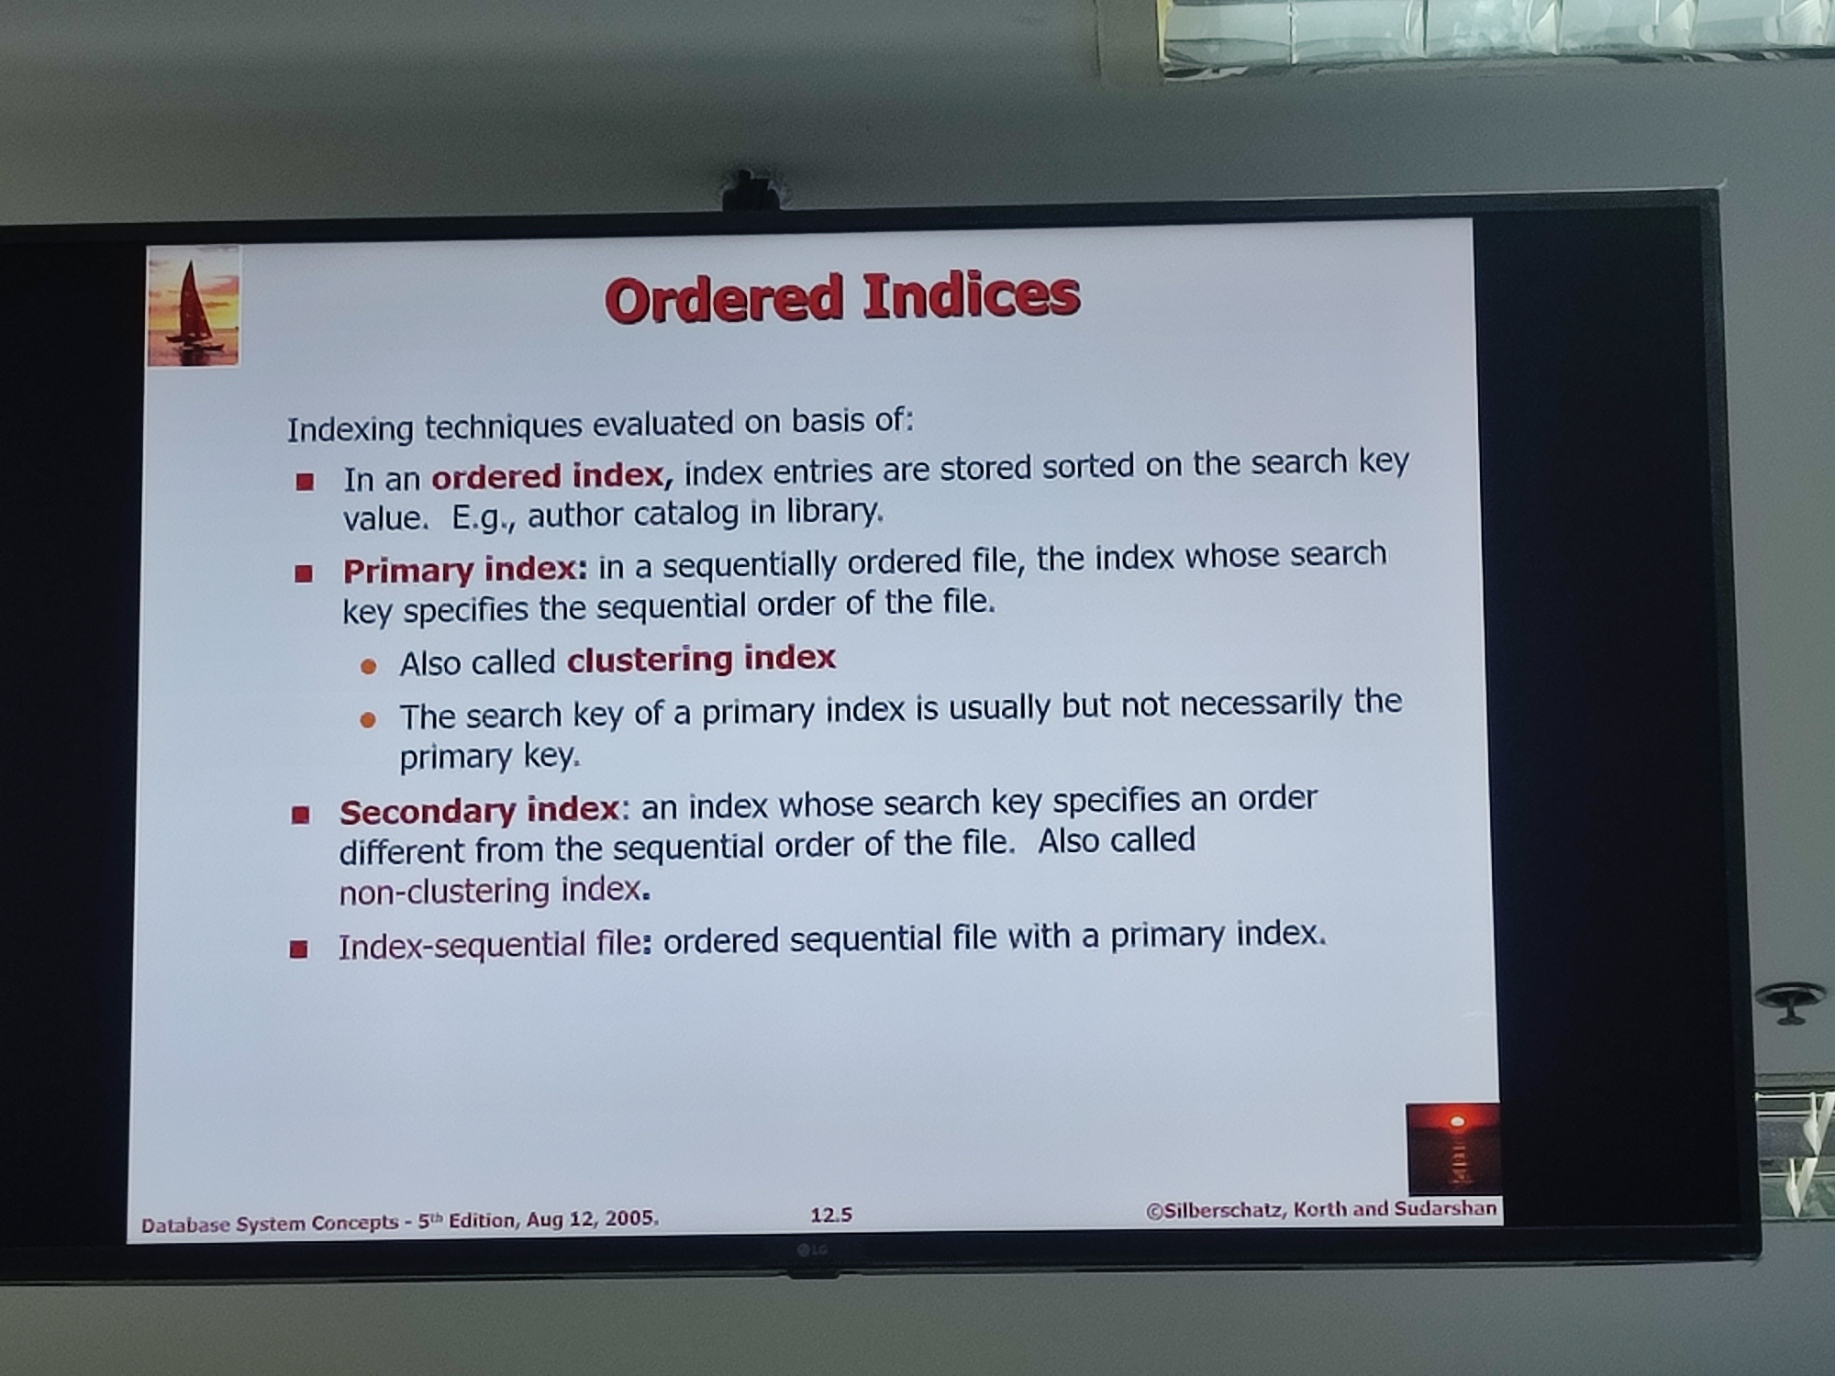 Ordered Indices
Indexing techniques evaluated on basis of:
In an ordered index, index entries are stored sorted on the search key
value. E.g., author catalog in library.
Primary index: in a sequentially ordered file, the index whose search
key specifies the sequential order of the file.
Also called clustering index
The search key of a primary index is usually but not necessarily the
primary key.
Secondary index: an index whose search key specifies an order
different from the sequential order of the file. Also called
non-clustering index.
Index-sequential file: ordered sequential file with a primary index.
Database System Concepts - 5th Edition, Aug 12, 2005.
12.5
©Silberschatz, Korth and Sudarshan
LG